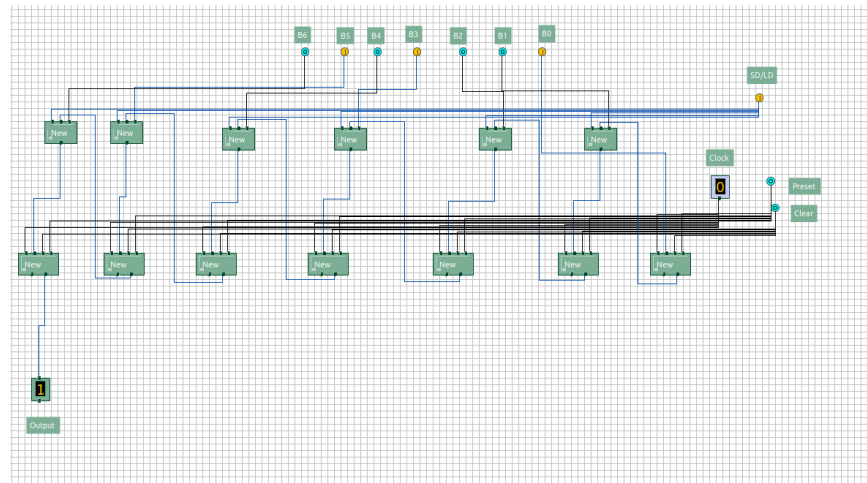 B6 B5 B4 B3 B2 B1 B0
SD/LD
New New New New New New
Clock
0
Preset
Clear
New New New New New New New
1
Output